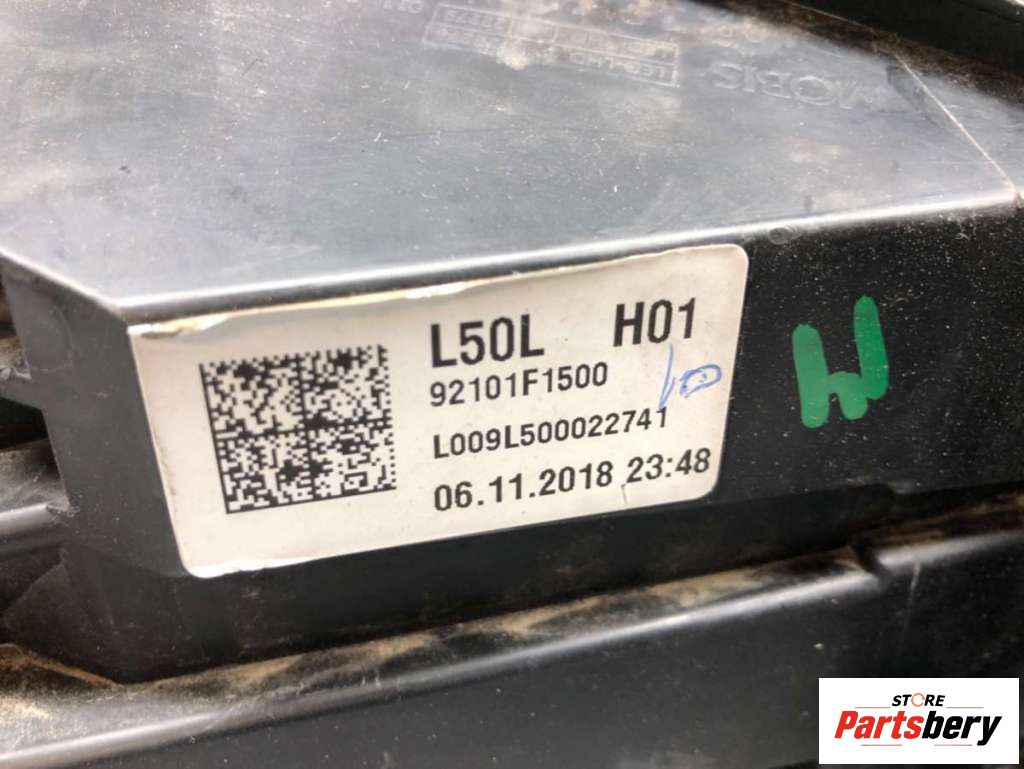 MOBIS
L50L H01
92101F1500
L009L500022741
06.11.2018 23:48
STORE
Partsbery